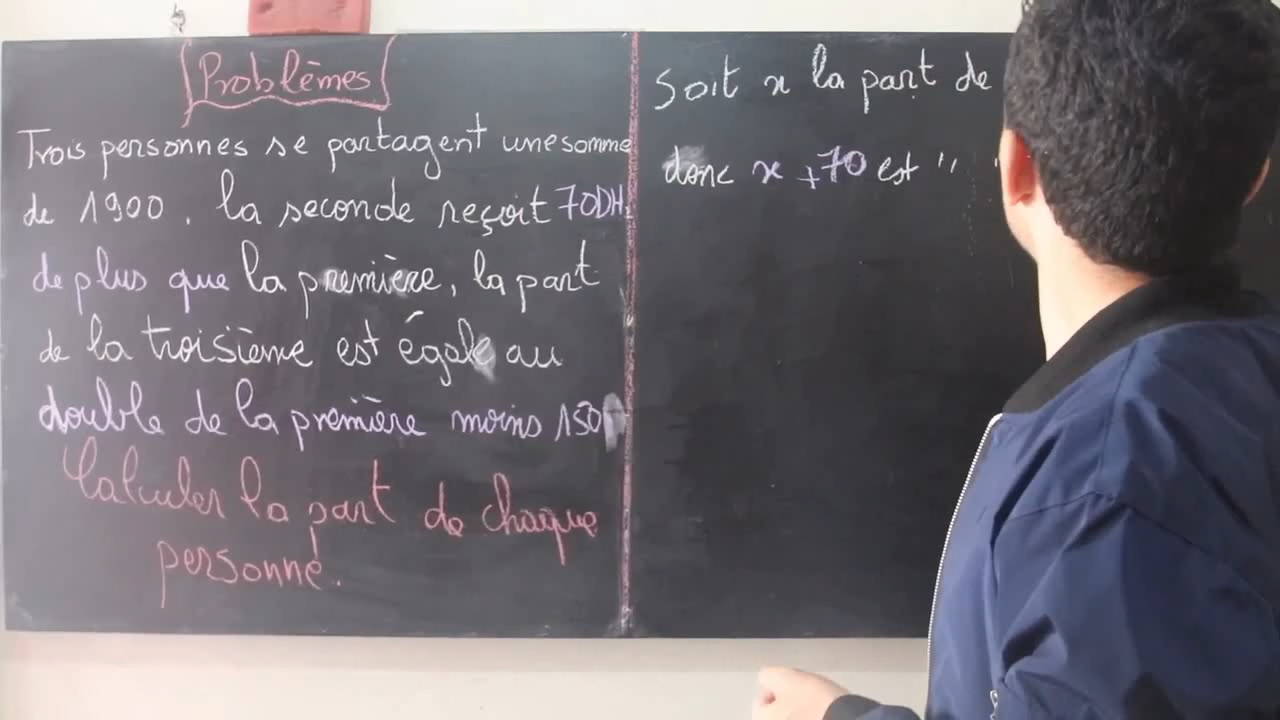 Problèmes
Trois personnes se partagent une somme
de 1900. la seconde reçoit 70DH
de plus que la première, la part
de la troisième est égale au
double de la première moins 150
Calculer la part de chaque
personne.
Soit x la part de
donc x +70 est " "